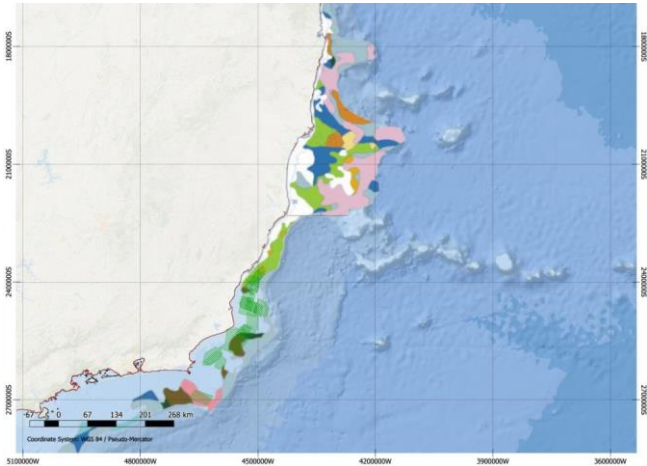 1800000S
1800000S
2100000S
2100000S
2400000S
2400000S
2700000S
2700000S
67 0 67 134 201 268 km
Coordinate System: WGS 84 / Pseudo-Mercator
5100000W 4800000W 4500000W 4200000W 3900000W 3600000W